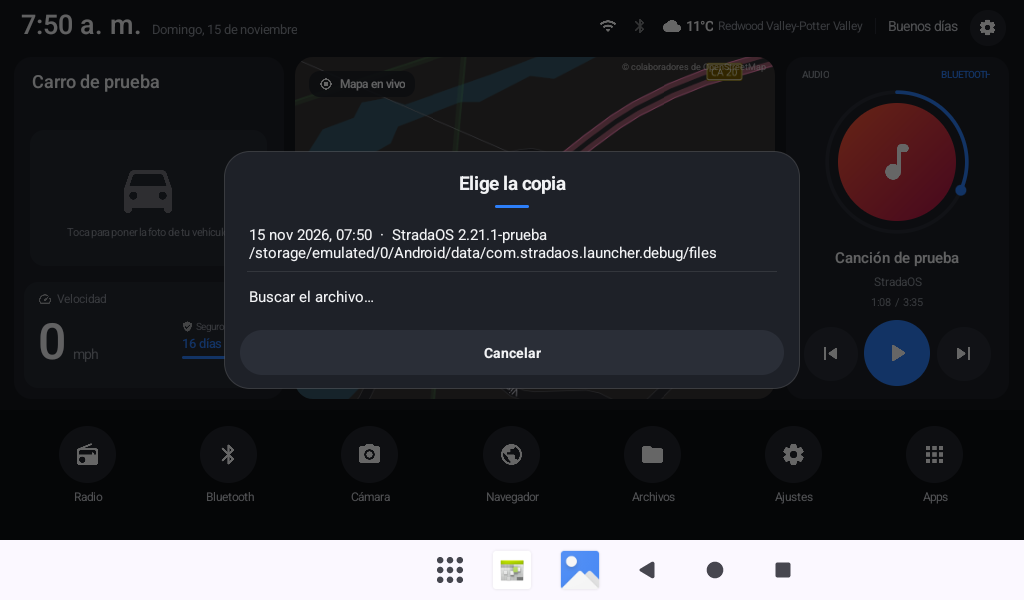 7:50 a. m. Domingo, 15 de noviembre
11°C Redwood Valley-Potter Valley Buenos días
Carro de prueba
Toca para poner la foto de tu vehícul
Velocidad
0 mph
Seguro
16 días
Mapa en vivo
© colaboradores de OpenStreetMap
CA 20
Elige la copia
15 nov 2026, 07:50 · StradaOS 2.21.1-prueba
/storage/emulated/0/Android/data/com.stradaos.launcher.debug/files
Buscar el archivo…
Cancelar
AUDIO BLUETOOTH
Canción de prueba
StradaOS
1:08 / 3:35
Radio
Bluetooth
Cámara
Navegador
Archivos
Ajustes
Apps